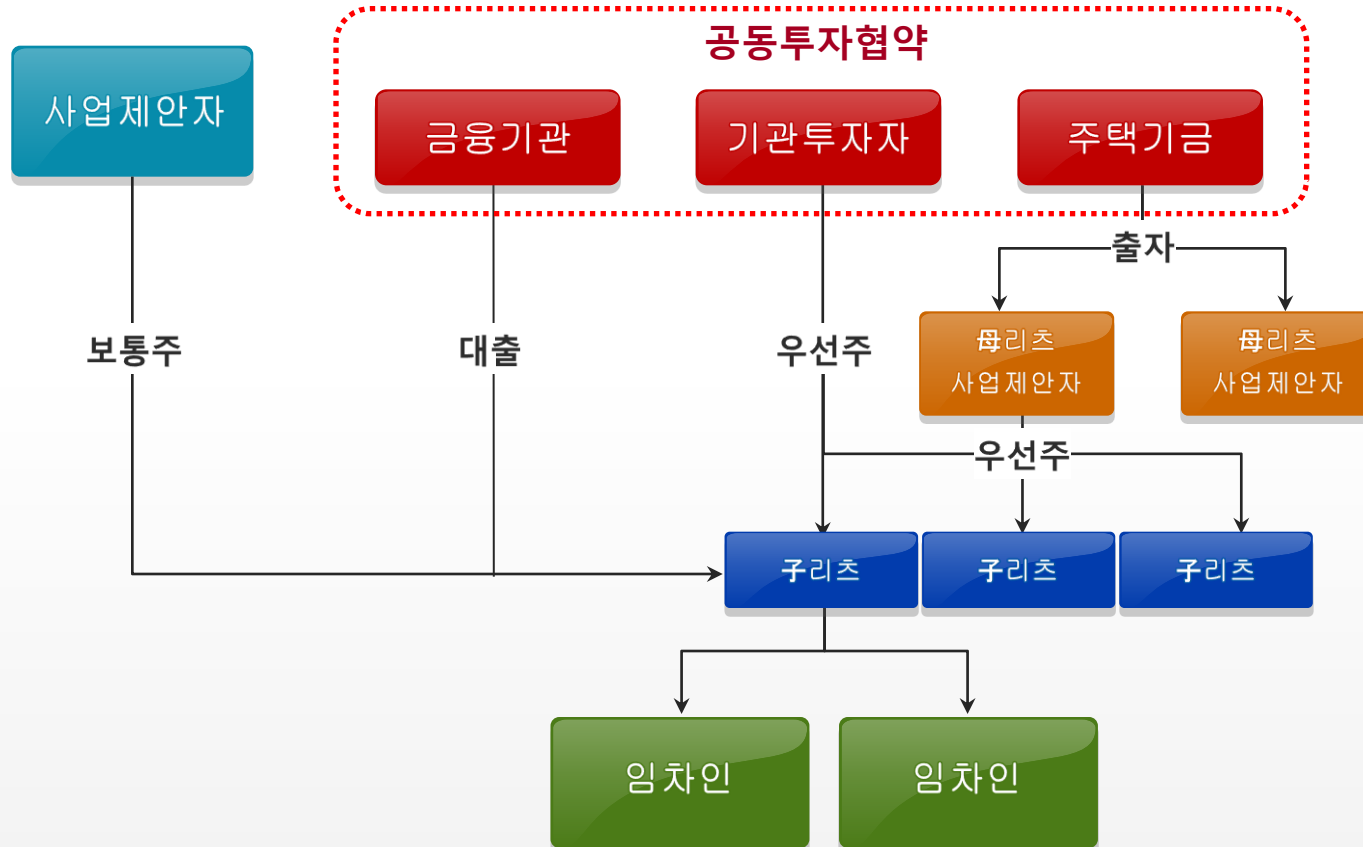 공동투자협약
사업제안자
금융기관
기관투자자
주택기금
출자
보통주
대출
우선주
母리츠
사업제안자
母리츠
사업제안자
우선주
子리츠
子리츠
子리츠
임차인
임차인